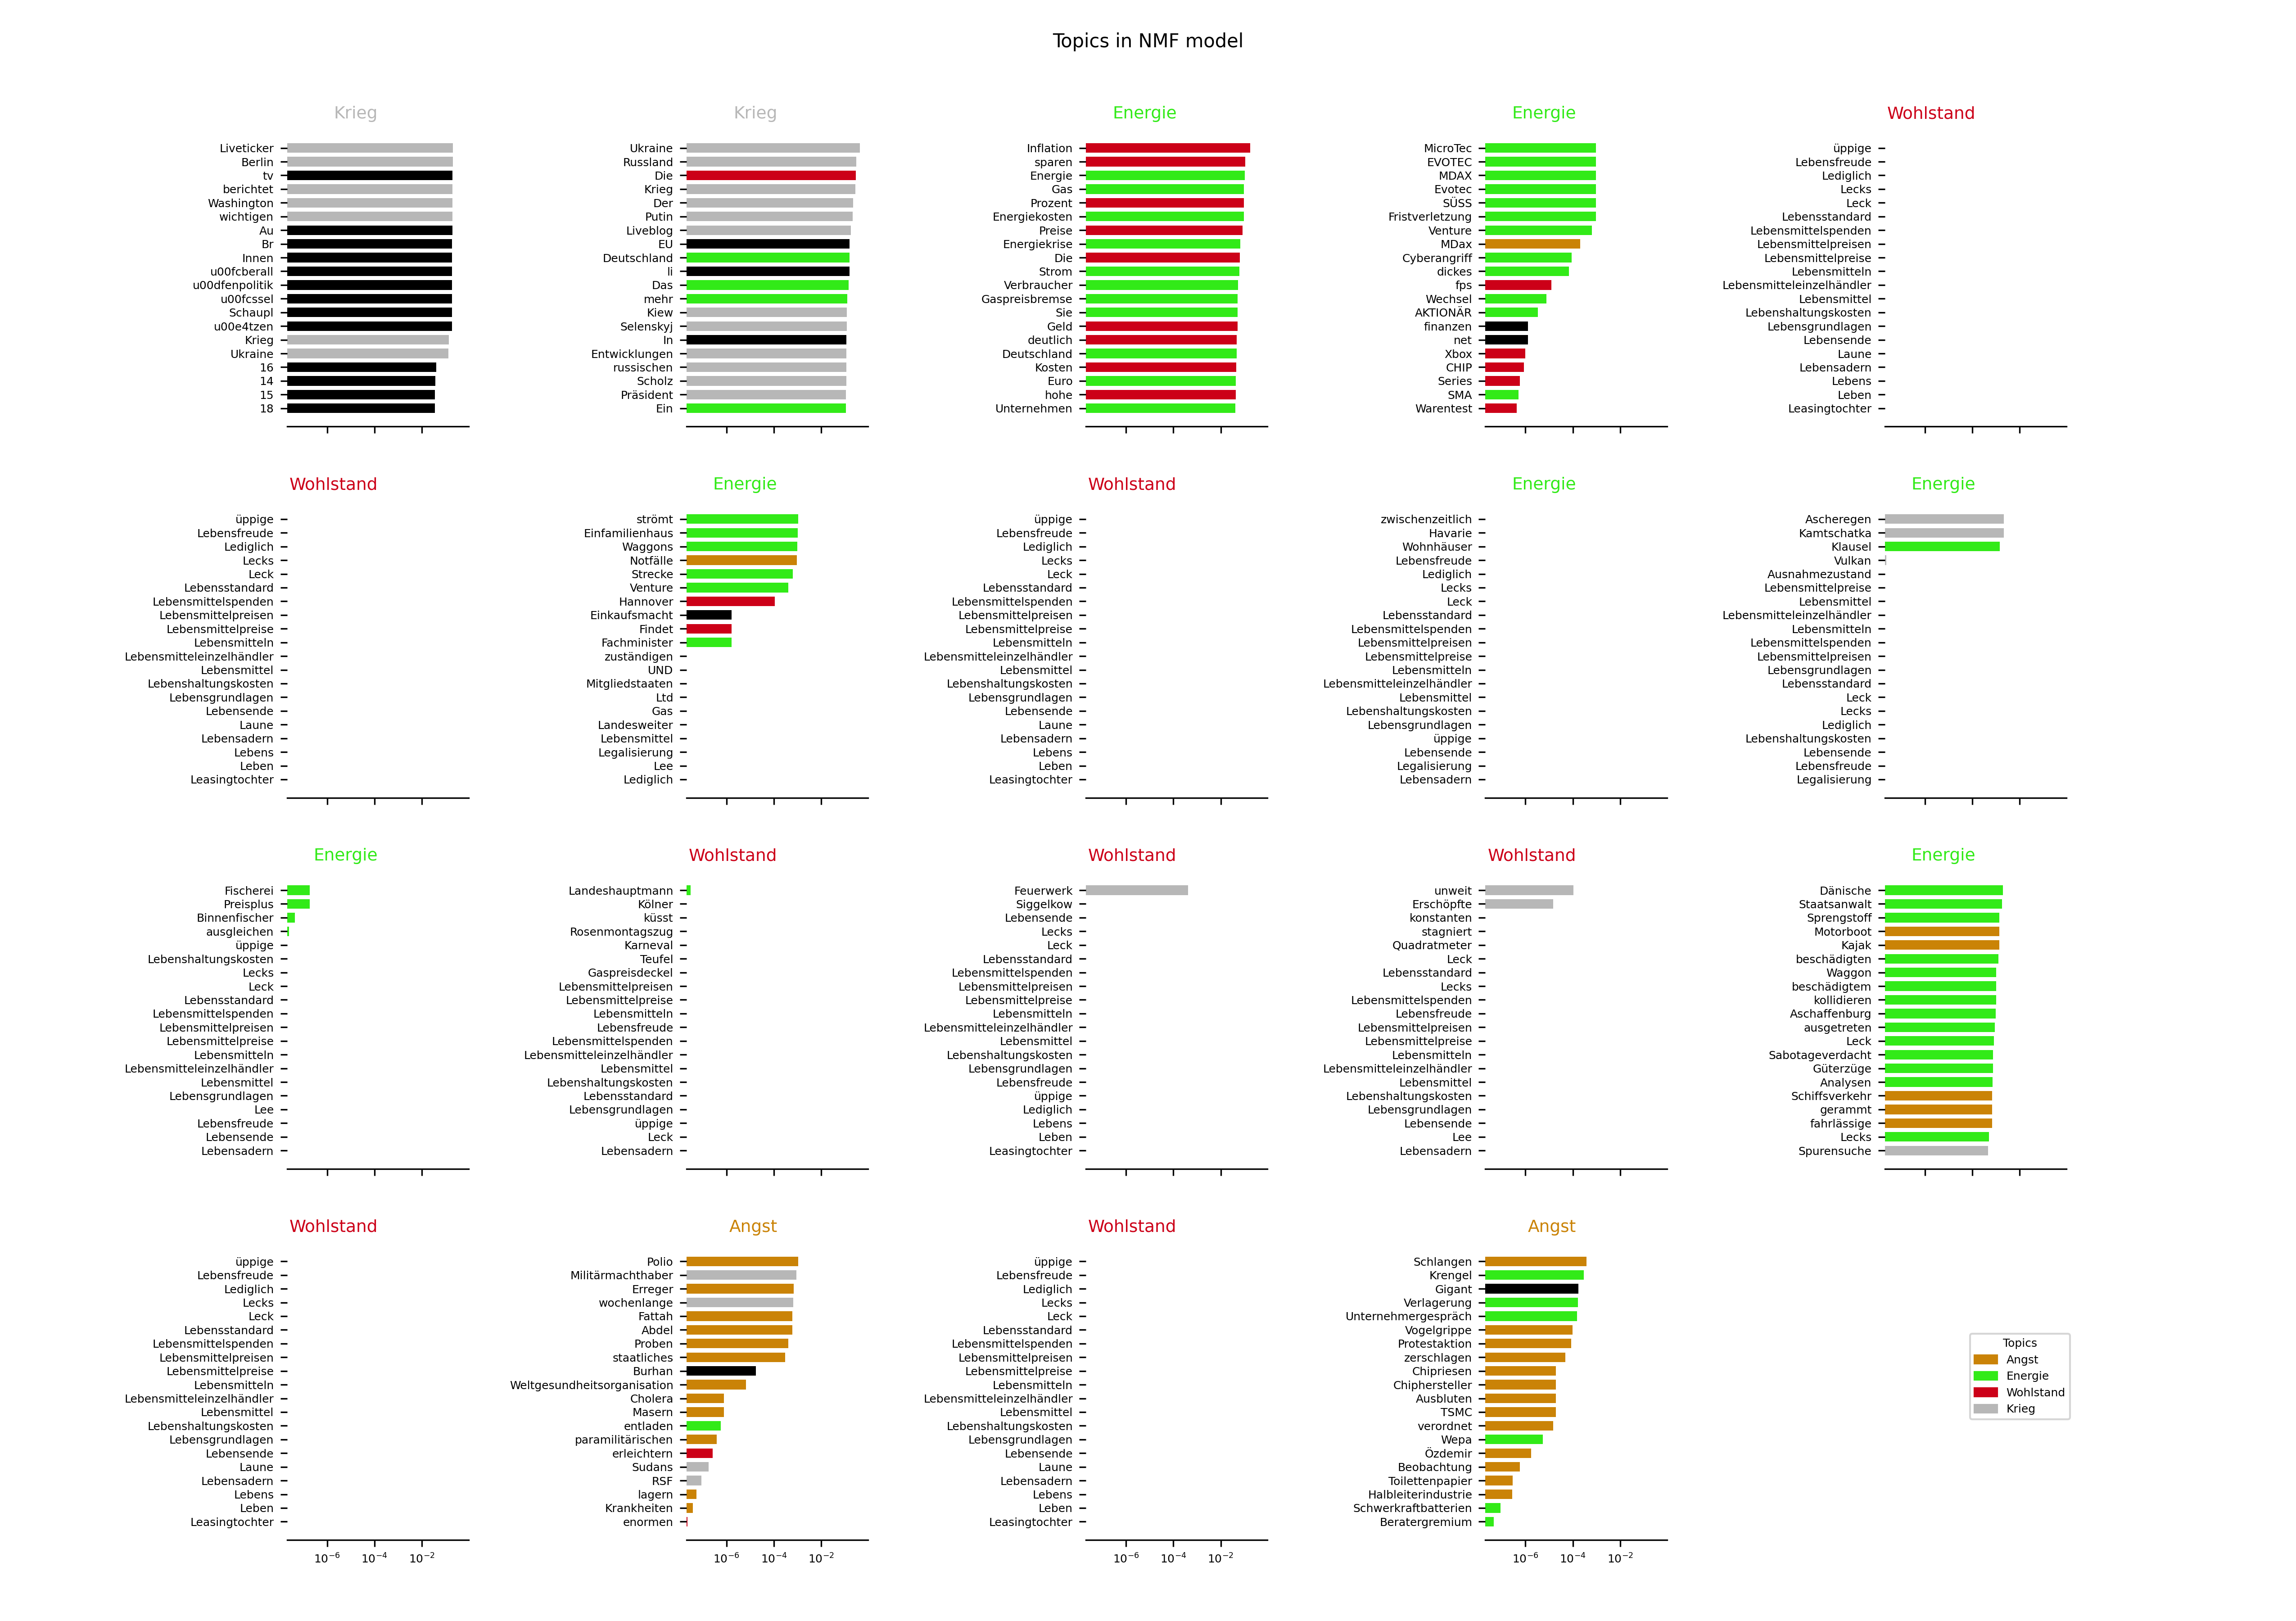 Topics in NMF model
Krieg
Liveticker
Berlin
tv
berichtet
Washington
wichtigen
Au
Br
Innen
u00fcberall
u00dfenpolitik
u00fcssel
Schaupl
u00e4tzen
Krieg
Ukraine
16
14
15
18
Krieg
Ukraine
Russland
Die
Krieg
Der
Putin
Liveblog
EU
Deutschland
li
Das
mehr
Kiew
Selenskyj
In
Entwicklungen
russischen
Scholz
Präsident
Ein
Energie
Inflation
sparen
Energie
Gas
Prozent
Energiekosten
Preise
Energiekrise
Die
Strom
Verbraucher
Gaspreisbremse
Sie
Geld
deutlich
Deutschland
Kosten
Euro
hohe
Unternehmen
Energie
MicroTec
EVOTEC
MDAX
Evotec
SÜSS
Fristverletzung
Venture
MDax
Cyberangriff
dickes
fps
Wechsel
AKTIONÄR
finanzen
net
Xbox
CHIP
Series
SMA
Warentest
Wohlstand
üppige
Lebensfreude
Lediglich
Lecks
Leck
Lebensstandard
Lebensmittelspenden
Lebensmittelpreisen
Lebensmittelpreise
Lebensmitteln
Lebensmitteleinzelhändler
Lebensmittel
Lebenshaltungskosten
Lebensgrundlagen
Lebensende
Laune
Lebensadern
Lebens
Leben
Leasingtochter
Wohlstand
üppige
Lebensfreude
Lediglich
Lecks
Leck
Lebensstandard
Lebensmittelspenden
Lebensmittelpreisen
Lebensmittelpreise
Lebensmitteln
Lebensmitteleinzelhändler
Lebensmittel
Lebenshaltungskosten
Lebensgrundlagen
Lebensende
Laune
Lebensadern
Lebens
Leben
Leasingtochter
Energie
strömt
Einfamilienhaus
Waggons
Notfälle
Strecke
Venture
Hannover
Einkaufsmacht
Findet
Fachminister
zuständigen
UND
Mitgliedstaaten
Ltd
Gas
Landesweiter
Lebensmittel
Legalisierung
Lee
Lediglich
Wohlstand
üppige
Lebensfreude
Lediglich
Lecks
Leck
Lebensstandard
Lebensmittelspenden
Lebensmittelpreisen
Lebensmittelpreise
Lebensmitteln
Lebensmitteleinzelhändler
Lebensmittel
Lebenshaltungskosten
Lebensgrundlagen
Lebensende
Laune
Lebensadern
Lebens
Leben
Leasingtochter
Energie
zwischenzeitlich
Havarie
Wohnhäuser
Lebensfreude
Lediglich
Lecks
Leck
Lebensstandard
Lebensmittelspenden
Lebensmittelpreisen
Lebensmittelpreise
Lebensmitteln
Lebensmitteleinzelhändler
Lebensmittel
Lebenshaltungskosten
Lebensgrundlagen
üppige
Lebensende
Legalisierung
Lebensadern
Energie
Ascheregen
Kamtschatka
Klausel
Vulkan
Ausnahmezustand
Lebensmittelpreise
Lebensmittel
Lebensmitteleinzelhändler
Lebensmitteln
Lebensmittelspenden
Lebensmittelpreisen
Lebensgrundlagen
Lebensstandard
Leck
Lecks
Lediglich
Lebenshaltungskosten
Lebensende
Lebensfreude
Legalisierung
Energie
Fischerei
Preisplus
Binnenfischer
ausgleichen
üppige
Lebenshaltungskosten
Lecks
Leck
Lebensstandard
Lebensmittelspenden
Lebensmittelpreisen
Lebensmittelpreise
Lebensmitteln
Lebensmitteleinzelhändler
Lebensmittel
Lebensgrundlagen
Lee
Lebensfreude
Lebensende
Lebensadern
Wohlstand
Landeshauptmann
Kölner
küsst
Rosenmontagszug
Karneval
Teufel
Gaspreisdeckel
Lebensmittelpreisen
Lebensmittelpreise
Lebensmitteln
Lebensfreude
Lebensmittelspenden
Lebensmitteleinzelhändler
Lebensmittel
Lebenshaltungskosten
Lebensstandard
Lebensgrundlagen
üppige
Leck
Lebensadern
Wohlstand
Feuerwerk
Siggelkow
Lebensende
Lecks
Leck
Lebensstandard
Lebensmittelspenden
Lebensmittelpreisen
Lebensmittelpreise
Lebensmitteln
Lebensmitteleinzelhändler
Lebensmittel
Lebenshaltungskosten
Lebensgrundlagen
Lebensfreude
üppige
Lediglich
Lebens
Leben
Leasingtochter
Wohlstand
unweit
Erschöpfte
konstanten
stagniert
Quadratmeter
Leck
Lebensstandard
Lecks
Lebensmittelspenden
Lebensfreude
Lebensmittelpreisen
Lebensmittelpreise
Lebensmitteln
Lebensmitteleinzelhändler
Lebensmittel
Lebenshaltungskosten
Lebensgrundlagen
Lebensende
Lee
Lebensadern
Energie
Dänische
Staatsanwalt
Sprengstoff
Motorboot
Kajak
beschädigten
Waggon
beschädigtem
kollidieren
Aschaffenburg
ausgetreten
Leck
Sabotageverdacht
Güterzüge
Analysen
Schiffsverkehr
gerammt
fahrlässige
Lecks
Spurensuche
Wohlstand
üppige
Lebensfreude
Lediglich
Lecks
Leck
Lebensstandard
Lebensmittelspenden
Lebensmittelpreisen
Lebensmittelpreise
Lebensmitteln
Lebensmitteleinzelhändler
Lebensmittel
Lebenshaltungskosten
Lebensgrundlagen
Lebensende
Laune
Lebensadern
Lebens
Leben
Leasingtochter
10⁻⁶ 10⁻⁴ 10⁻²
Angst
Polio
Militärmachthaber
Erreger
wochenlange
Fattah
Abdel
Proben
staatliches
Burhan
Weltgesundheitsorganisation
Cholera
Masern
entladen
paramilitärischen
erleichtern
Sudans
RSF
lagern
Krankheiten
enormen
10⁻⁶ 10⁻⁴ 10⁻²
Wohlstand
üppige
Lebensfreude
Lediglich
Lecks
Leck
Lebensstandard
Lebensmittelspenden
Lebensmittelpreisen
Lebensmittelpreise
Lebensmitteln
Lebensmitteleinzelhändler
Lebensmittel
Lebenshaltungskosten
Lebensgrundlagen
Lebensende
Laune
Lebensadern
Lebens
Leben
Leasingtochter
10⁻⁶ 10⁻⁴ 10⁻²
Angst
Schlangen
Krengel
Gigant
Verlagerung
Unternehmergespräch
Vogelgrippe
Protestaktion
zerschlagen
Chipriesen
Chiphersteller
Ausbluten
TSMC
verordnet
Wepa
Özdemir
Beobachtung
Toilettenpapier
Halbleiterindustrie
Schwerkraftbatterien
Beratergremium
10⁻⁶ 10⁻⁴ 10⁻²
Topics
Angst
Energie
Wohlstand
Krieg